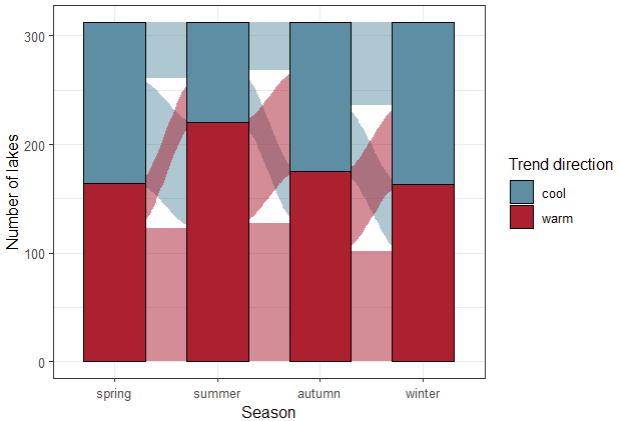 300
200
100
0
Number of lakes
spring summer autumn winter
Season
Trend direction
cool
warm